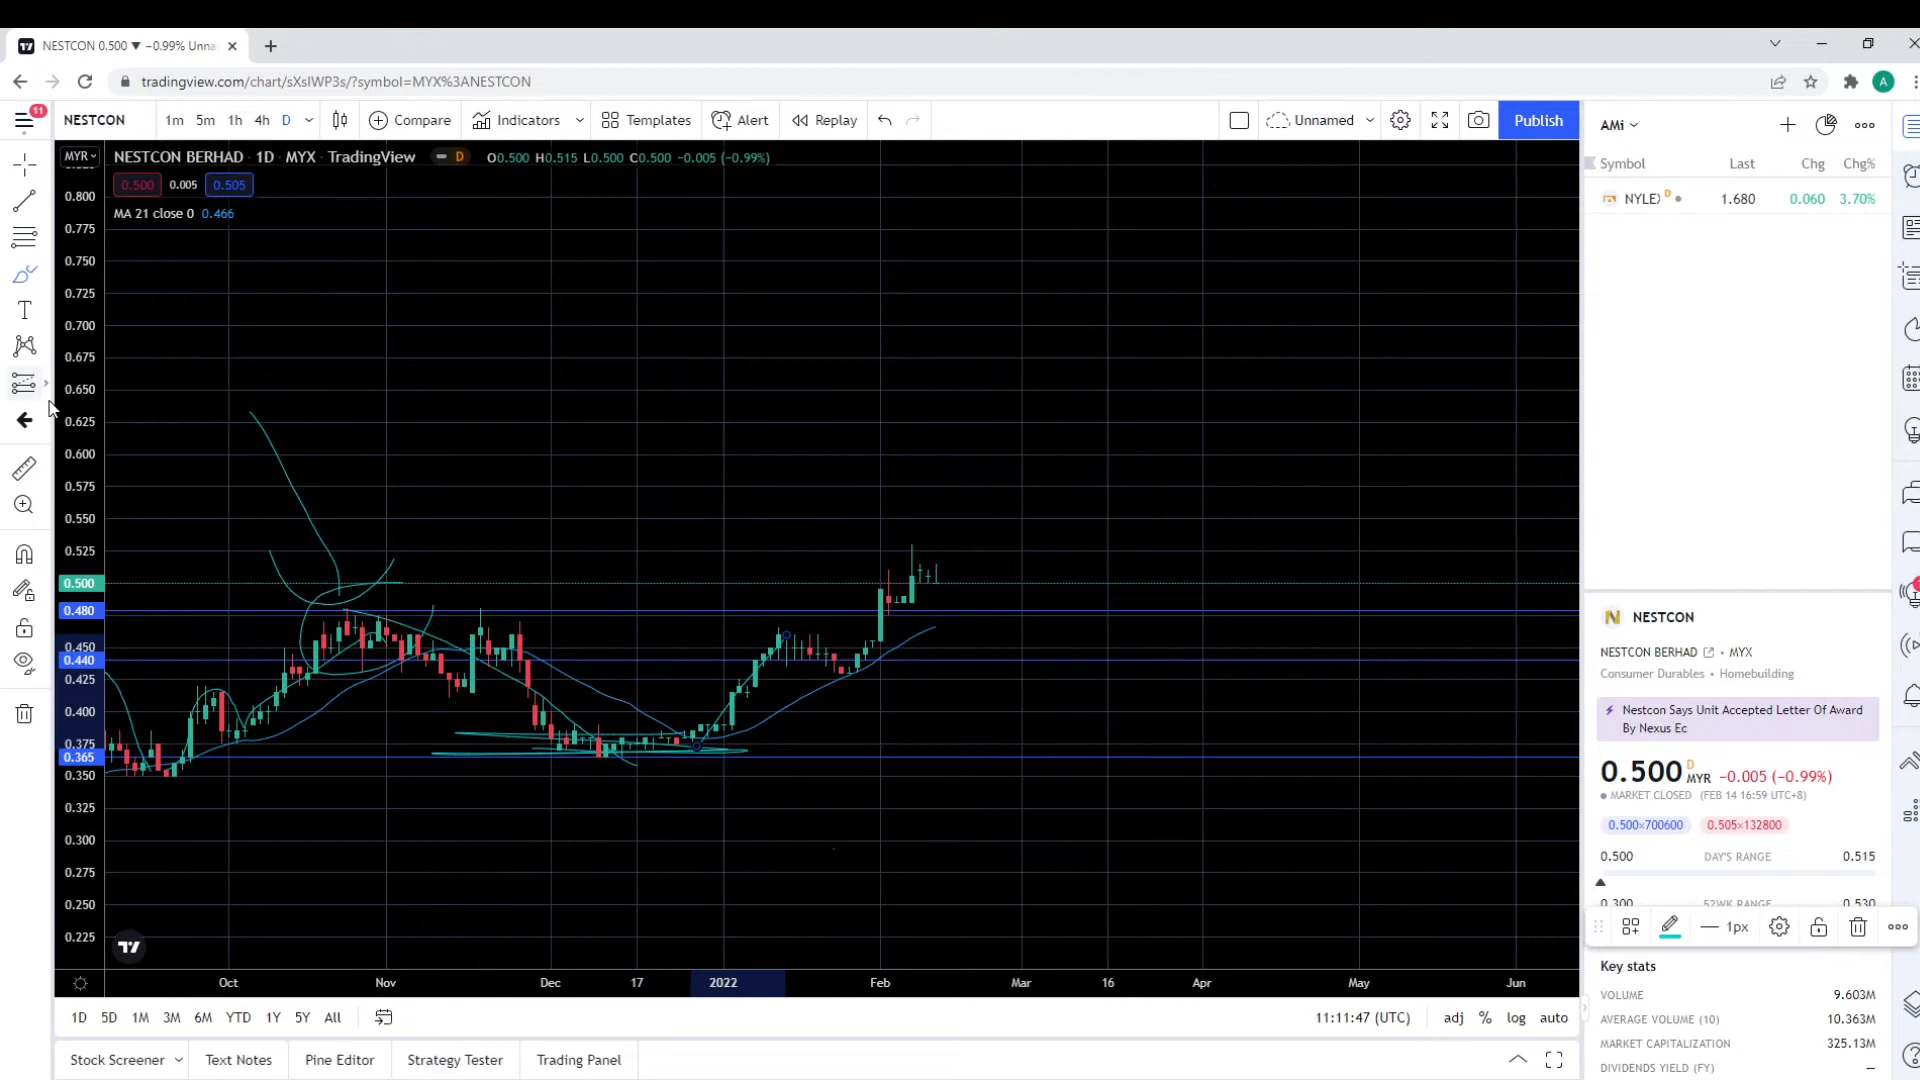 NESTCON 0.500 ▼ −0.99% Unna
tradingview.com/chart/sXsIWP3s/?symbol=MYX%3ANESTCON
A
11
NESTCON 1m 5m 1h 4h D Compare Indicators Templates Alert Replay Unnamed Publish
AMi
MYR
NESTCON BERHAD · 1D · MYX · TradingView D O0.500 H0.515 L0.500 C0.500 −0.005 (−0.99%)
0.500 0.005 0.505
MA 21 close 0 0.466
Symbol Last Chg Chg%
D 1.680 0.060 3.70%
0.800
0.775
0.750
0.725
0.700
0.675
0.650
0.625
0.600
0.575
0.550
0.525
0.500
0.480
0.450
0.440
0.425
0.400
0.375
0.365
0.350
0.325
0.300
0.275
0.250
0.225
Oct Nov Dec 17 2022 Feb Mar 16 Apr May Jun
1D 5D 1M 3M 6M YTD 1Y 5Y All 11:11:47 (UTC) adj % log auto
Stock Screener Text Notes Pine Editor Strategy Tester Trading Panel
NESTCON
NESTCON BERHAD • MYX
Consumer Durables • Homebuilding
Nestcon Says Unit Accepted Letter Of Award
By Nexus Ec
0.500 D MYR −0.005 (−0.99%)
MARKET CLOSED (FEB 14 16:59 UTC+8)
0.500×700600 0.505×132800
0.500 DAY'S RANGE 0.515
0.300 52WK RANGE 0.530
1px
Key stats
VOLUME 9.603M
AVERAGE VOLUME (10) 10.363M
MARKET CAPITALIZATION 325.13M
DIVIDENDS YIELD (FY) —